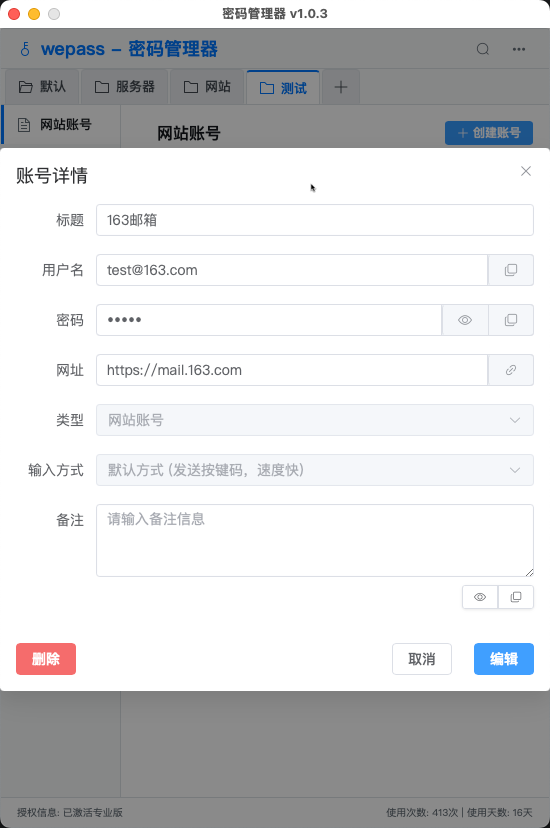 密码管理器 v1.0.3
wepass – 密码管理器
默认 服务器 网站 测试
网站账号 网站账号 创建账号
账号详情
标题 163邮箱
用户名 test@163.com
密码 •••••
网址 https://mail.163.com
类型 网站账号
输入方式 默认方式 (发送按键码，速度快)
备注 请输入备注信息
删除 取消 编辑
授权信息: 已激活专业版 使用次数: 413次 | 使用天数: 16天